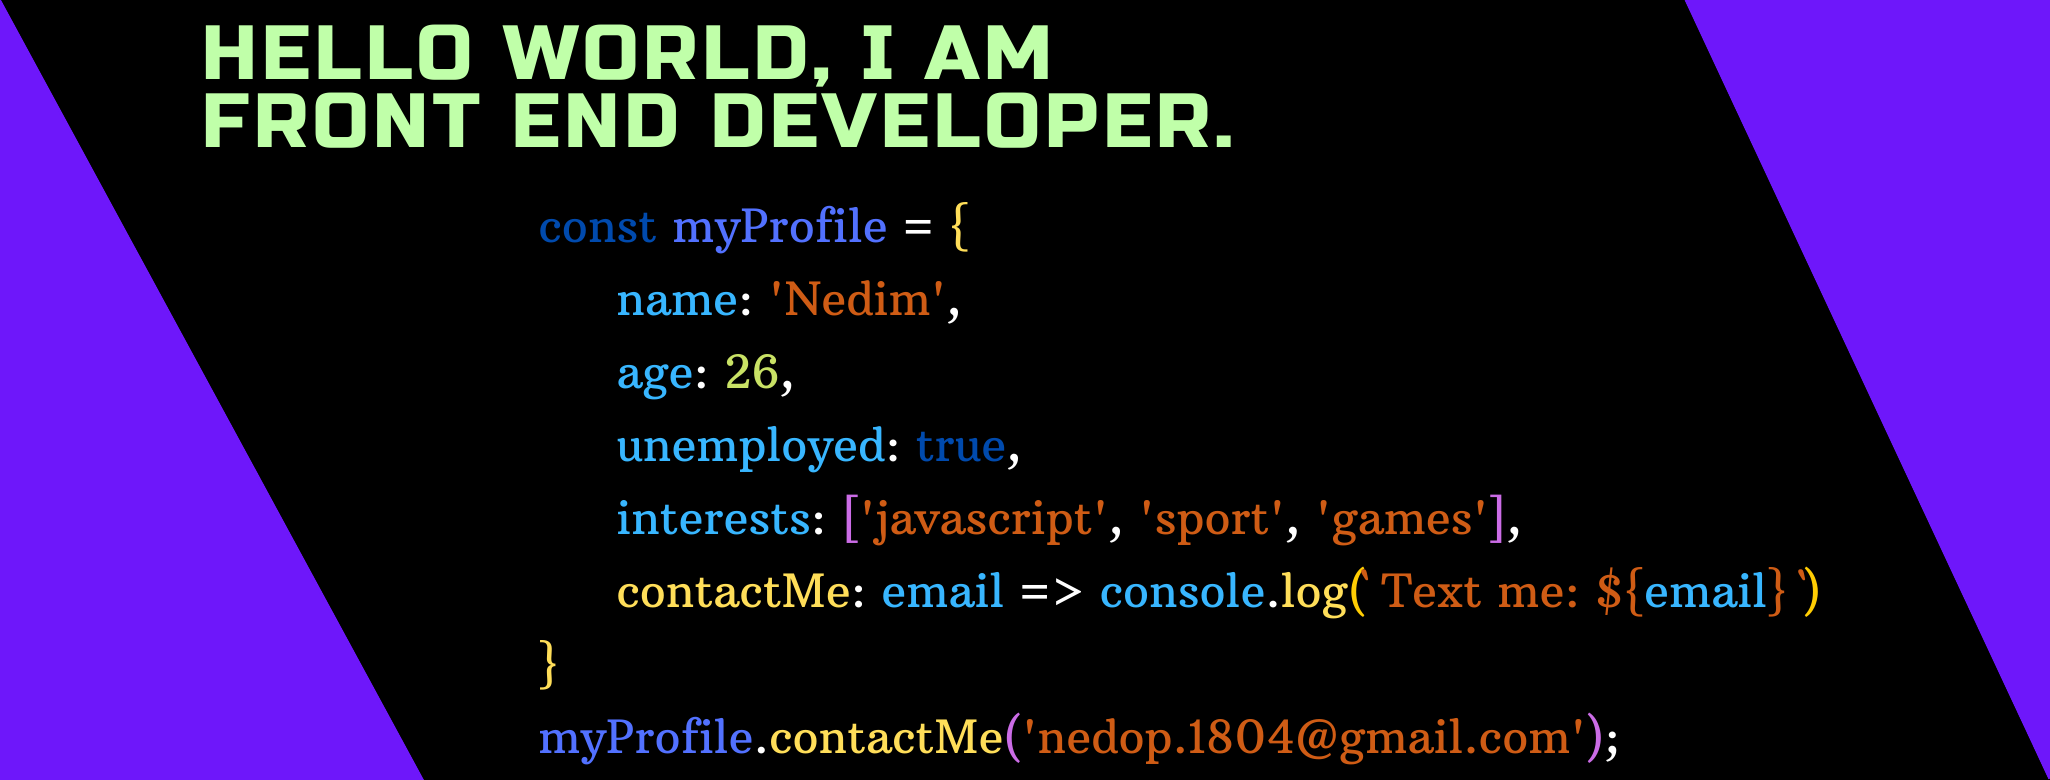 HELLO WORLD, I AM
FRONT END DEVELOPER.
const myProfile = {
name: 'Nedim',
age: 26,
unemployed: true,
interests: ['javascript', 'sport', 'games'],
contactMe: email => console.log(`Text me: ${email}`)
}
myProfile.contactMe('nedop.1804@gmail.com');